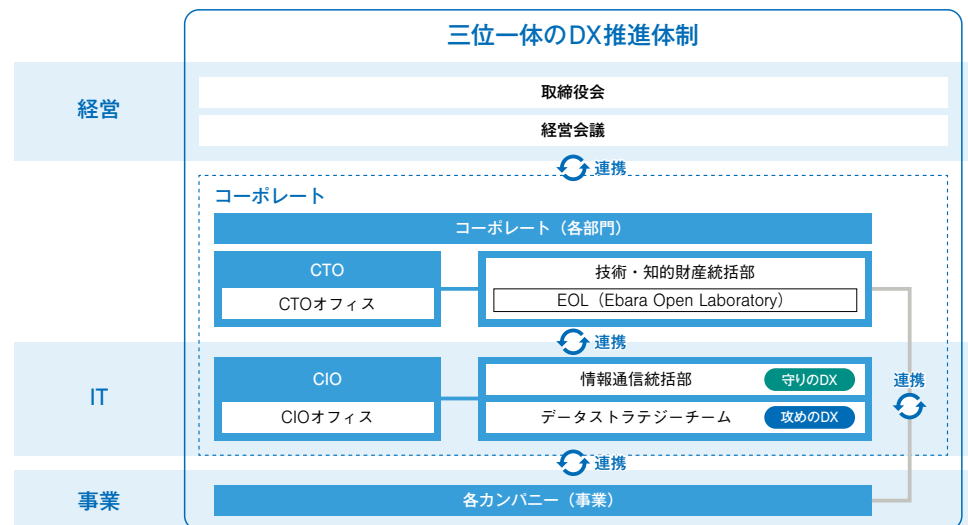 三位一体のDX推進体制
経営
取締役会
経営会議
連携
コーポレート
コーポレート（各部門）
CTO
CTOオフィス
技術・知的財産統括部
EOL（Ebara Open Laboratory）
連携
IT
CIO
CIOオフィス
情報通信統括部
守りのDX
データストラテジーチーム
攻めのDX
連携
連携
事業
各カンパニー（事業）